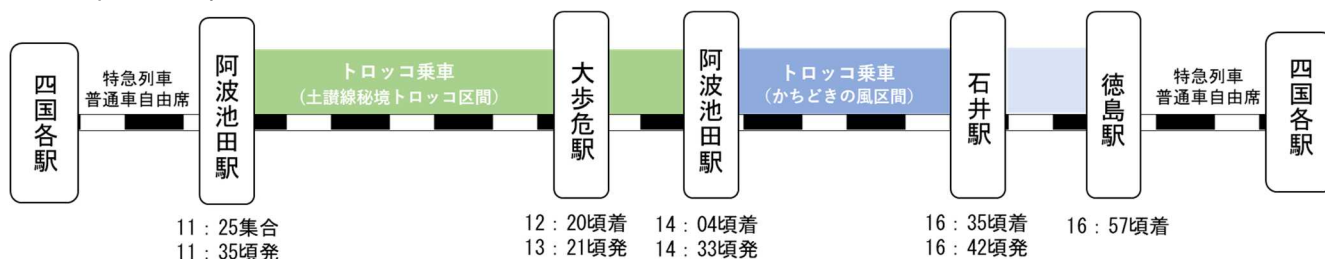 四国各駅
特急列車
普通車自由席
阿波池田駅
11：25集合
11：35頃発
トロッコ乗車
(土讃線秘境トロッコ区間)
大歩危駅
12：20頃着
13：21頃発
阿波池田駅
14：04頃着
14：33頃発
トロッコ乗車
(かちどきの風区間)
石井駅
16：35頃着
16：42頃発
徳島駅
16：57頃着
特急列車
普通車自由席
四国各駅